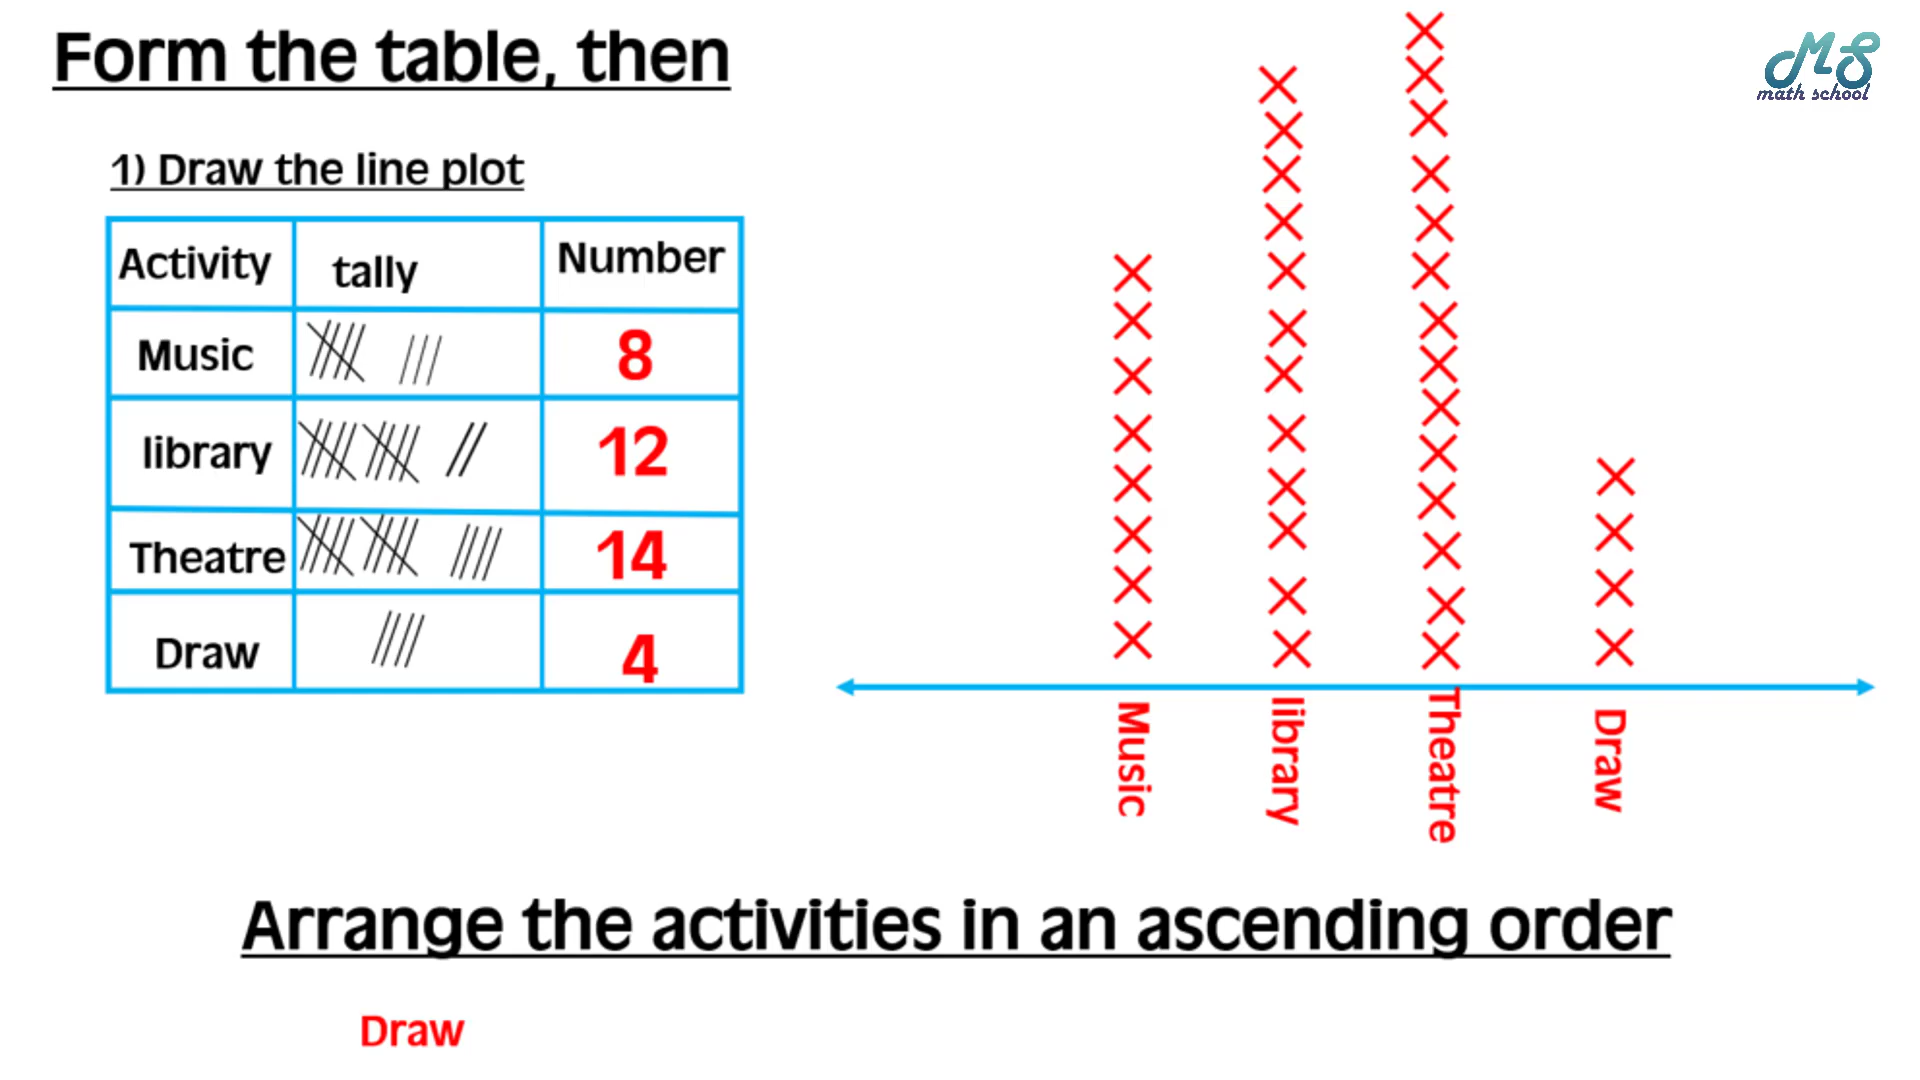 Form the table, then
MS
math school
1) Draw the line plot
Activity tally Number
Music 8
library 12
Theatre 14
Draw 4
Music library Theatre Draw
Arrange the activities in an ascending order
Draw